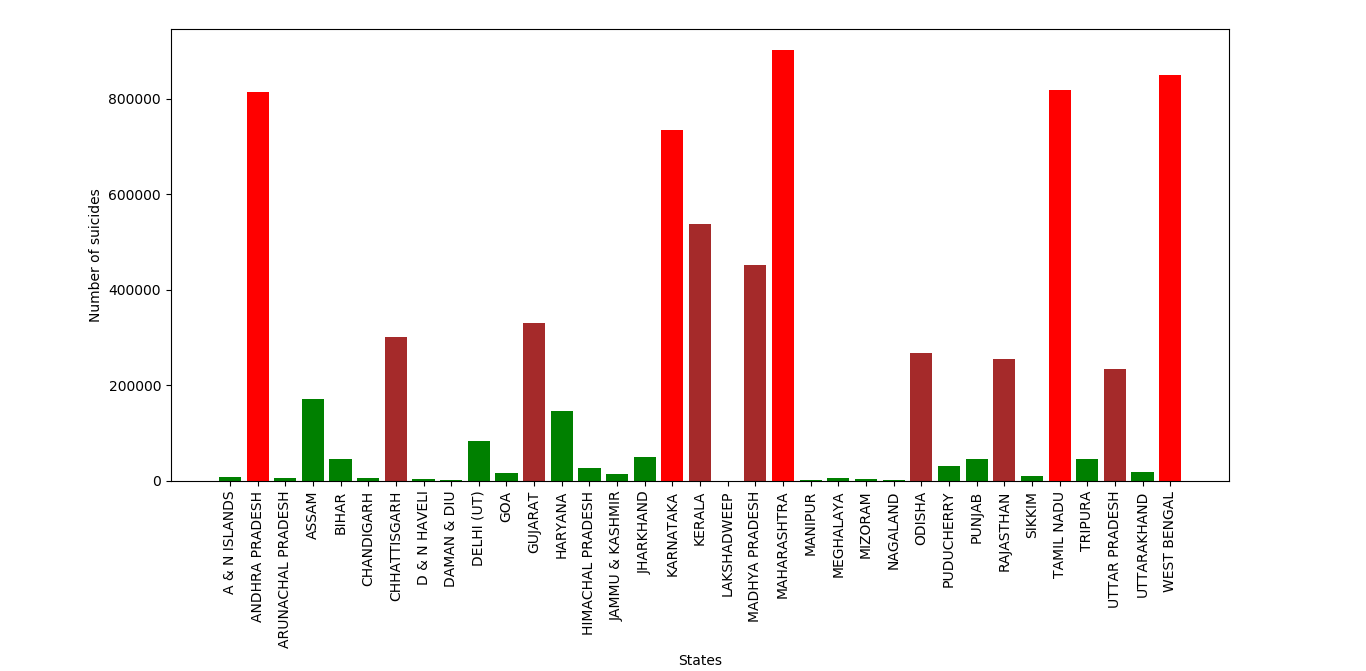 Number of suicides
800000
600000
400000
200000
0
A & N ISLANDS
ANDHRA PRADESH
ARUNACHAL PRADESH
ASSAM
BIHAR
CHANDIGARH
CHHATTISGARH
D & N HAVELI
DAMAN & DIU
DELHI (UT)
GOA
GUJARAT
HARYANA
HIMACHAL PRADESH
JAMMU & KASHMIR
JHARKHAND
KARNATAKA
KERALA
LAKSHADWEEP
MADHYA PRADESH
MAHARASHTRA
MANIPUR
MEGHALAYA
MIZORAM
NAGALAND
ODISHA
PUDUCHERRY
PUNJAB
RAJASTHAN
SIKKIM
TAMIL NADU
TRIPURA
UTTAR PRADESH
UTTARAKHAND
WEST BENGAL
States